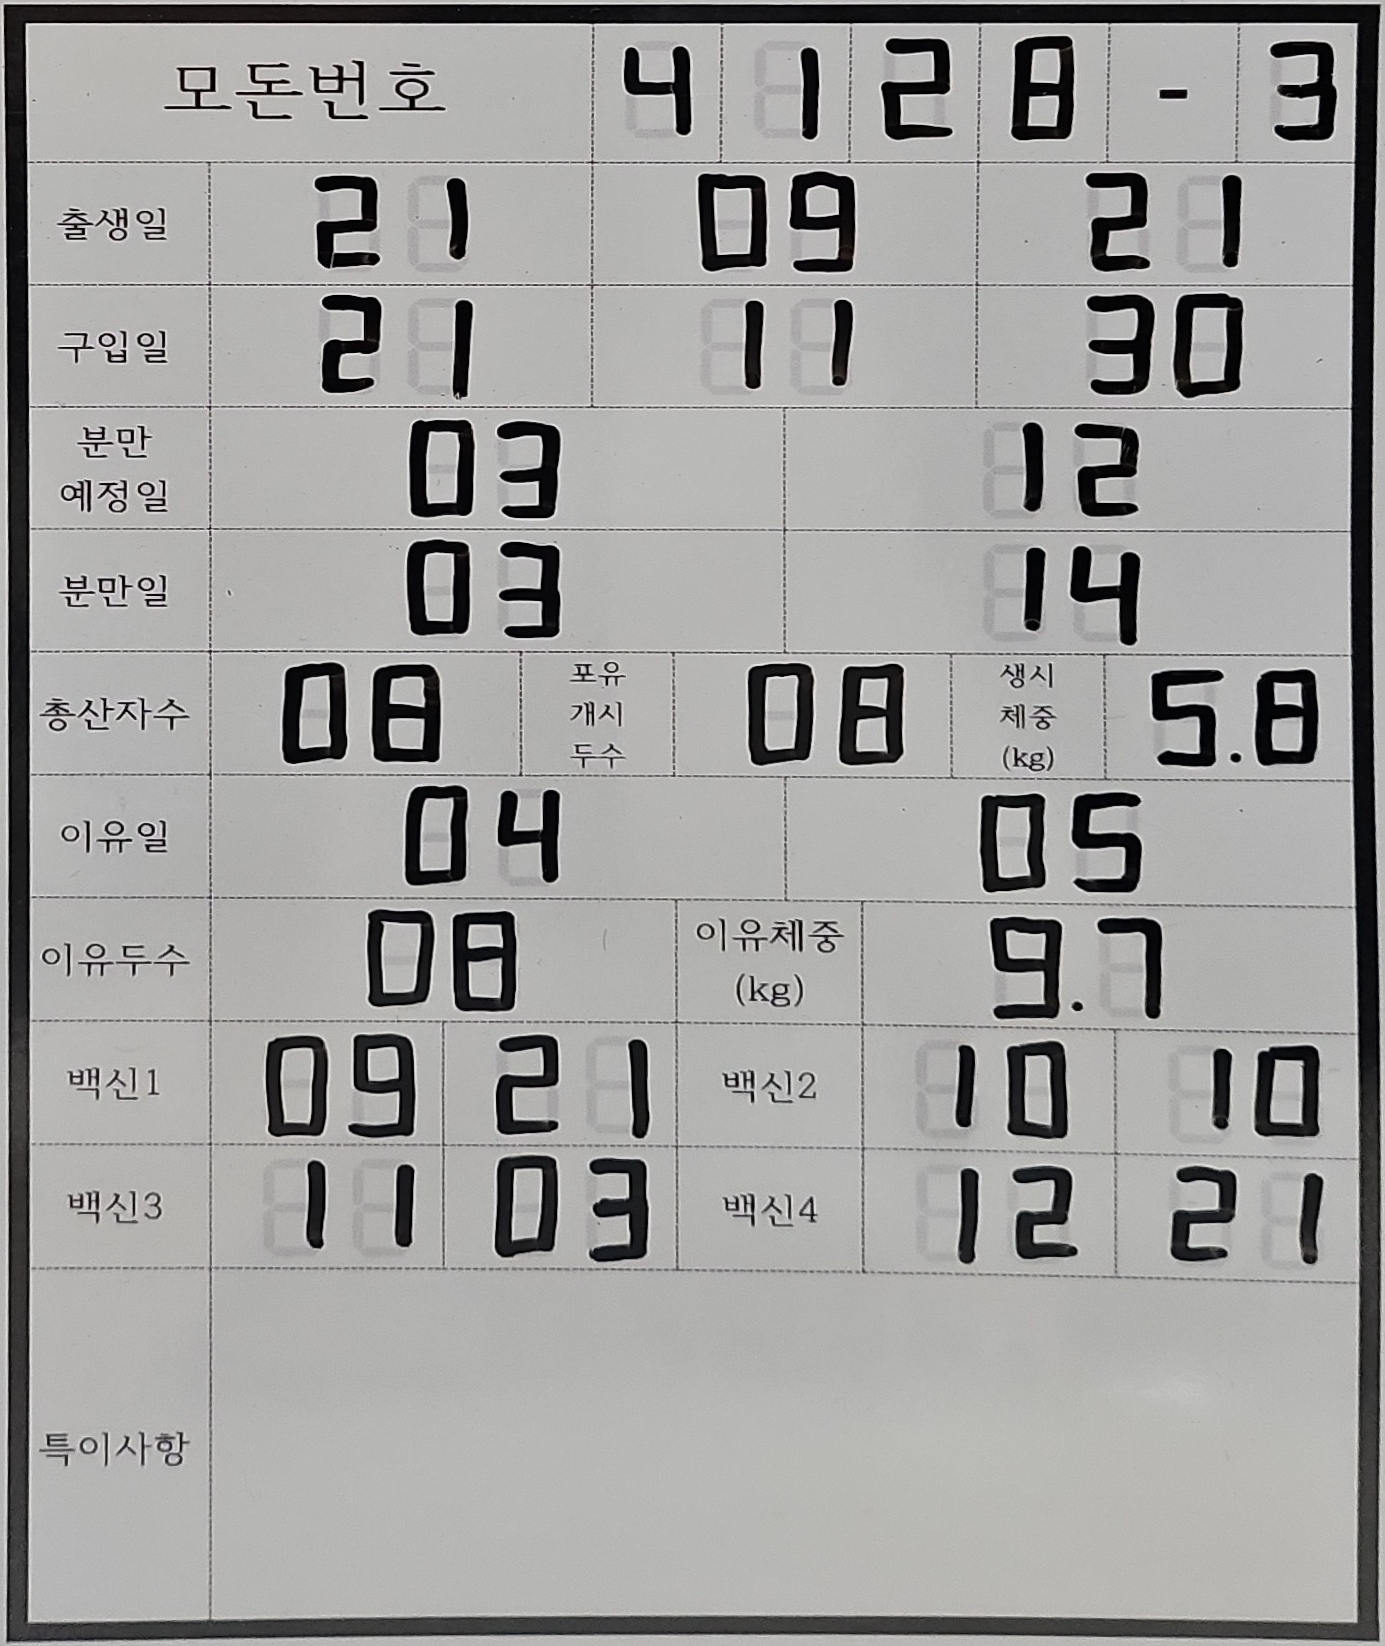 모돈번호 4 1 2 8 - 3
출생일 21 09 21
구입일 21 11 30
분만
예정일 03 12
분만일 03 14
총산자수 08 포유
개시
두수 08 생시
체중
(kg) 5.8
이유일 04 05
이유두수 08 이유체중
(kg) 9.7
백신1 09 21 백신2 10 10
백신3 11 03 백신4 12 21
특이사항